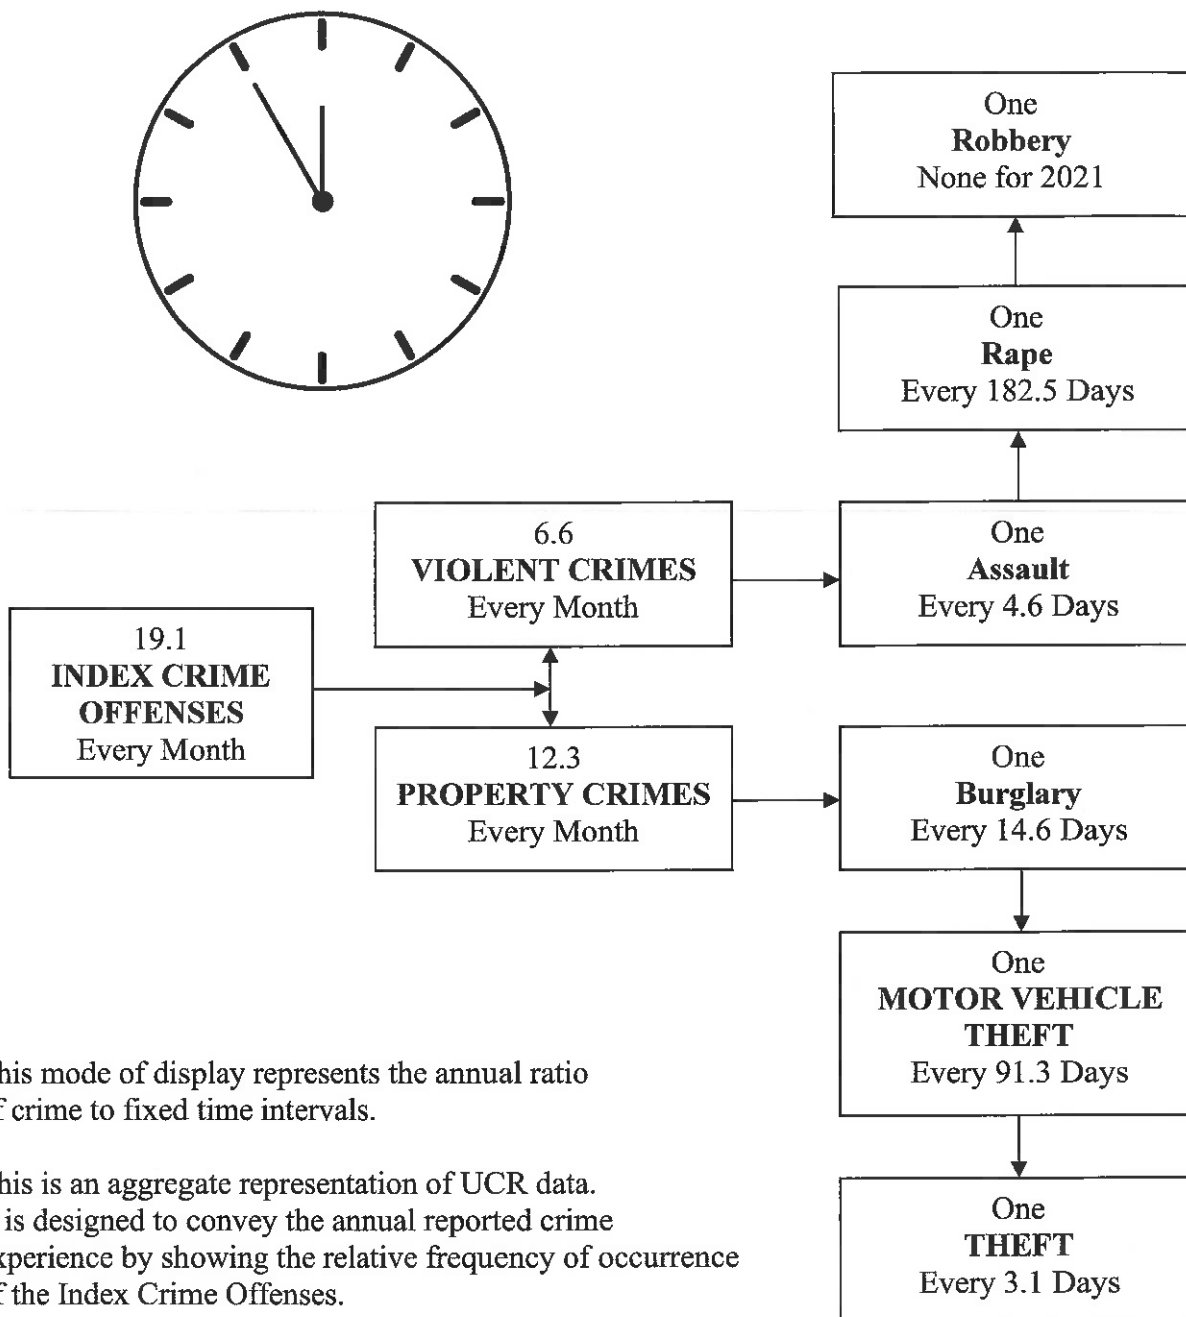 One
Robbery
None for 2021
One
Rape
Every 182.5 Days
6.6
VIOLENT CRIMES
Every Month
One
Assault
Every 4.6 Days
19.1
INDEX CRIME
OFFENSES
Every Month
12.3
PROPERTY CRIMES
Every Month
One
Burglary
Every 14.6 Days
One
MOTOR VEHICLE
THEFT
Every 91.3 Days
One
THEFT
Every 3.1 Days
his mode of display represents the annual ratio
f crime to fixed time intervals.
his is an aggregate representation of UCR data.
is designed to convey the annual reported crime
xperience by showing the relative frequency of occurrence
f the Index Crime Offenses.